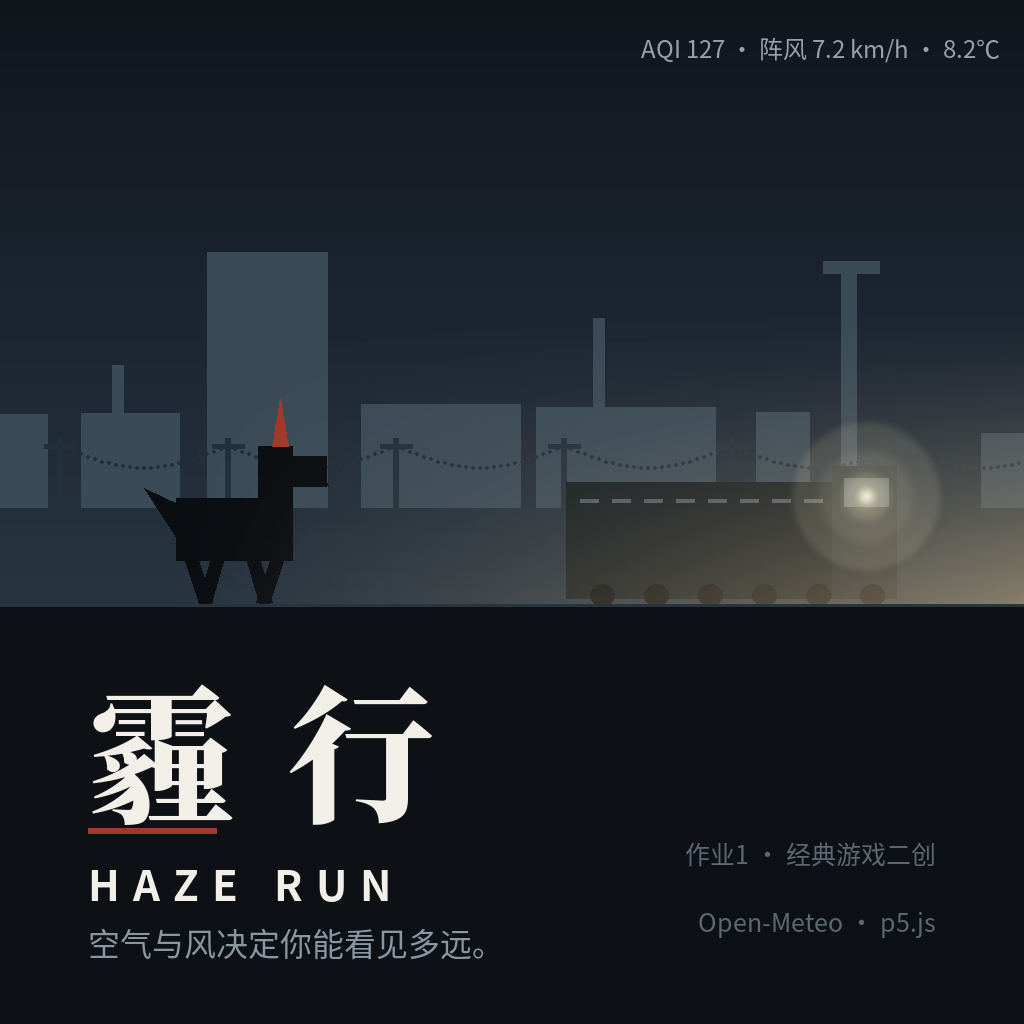 AQI 127 · 阵风 7.2 km/h · 8.2°C
霾行
HAZE RUN
空气与风决定你能看见多远。
作业1 · 经典游戏二创
Open-Meteo · p5.js